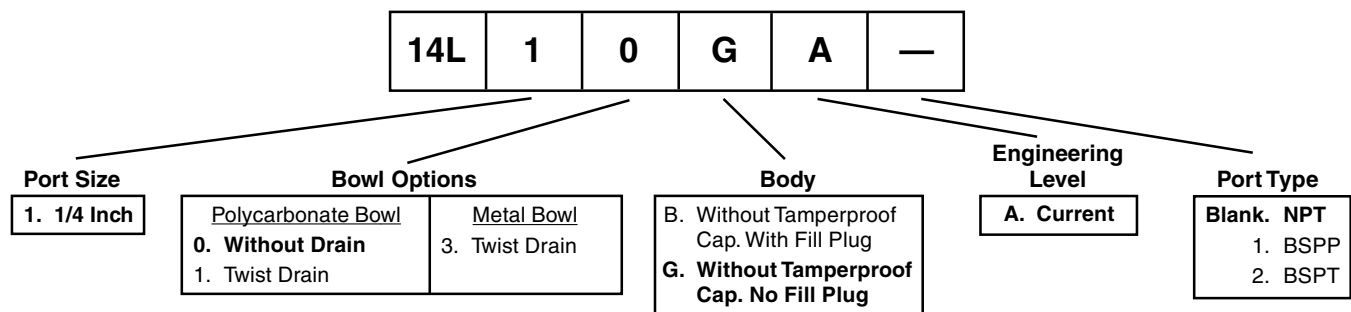 14L 1 0 G A —
Port Size
1. 1/4 Inch
Bowl Options
Polycarbonate Bowl
0. Without Drain
1. Twist Drain
Metal Bowl
3. Twist Drain
Body
B. Without Tamperproof
Cap. With Fill Plug
G. Without Tamperproof
Cap. No Fill Plug
Engineering
Level
A. Current
Port Type
Blank. NPT
1. BSPP
2. BSPT